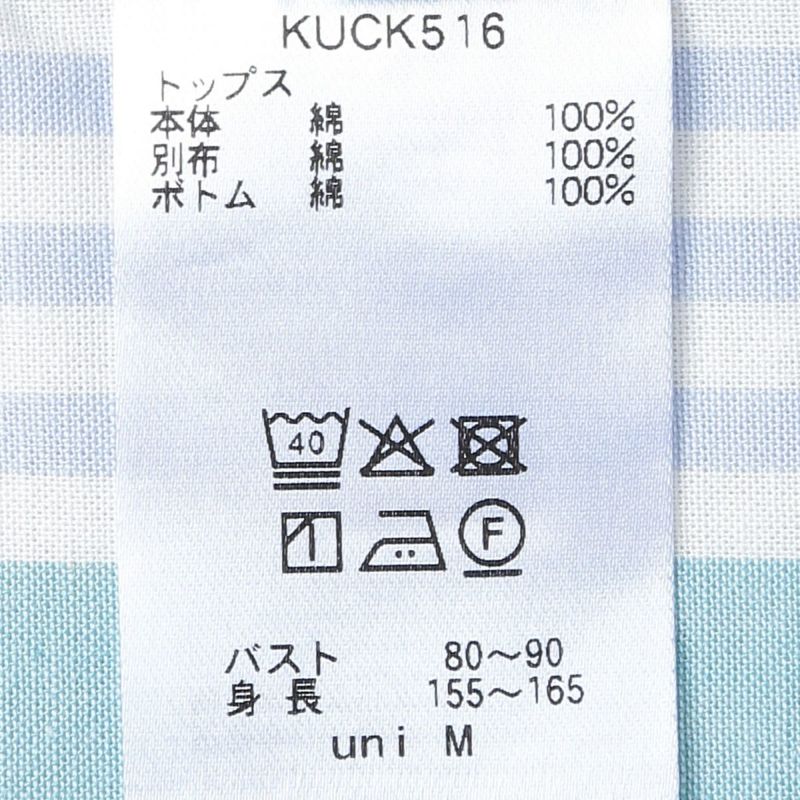 KUCK516
トップス
本体 綿 100%
別布 綿 100%
ボトム 綿 100%
40
F
バスト 80～90
身長 155～165
uni M